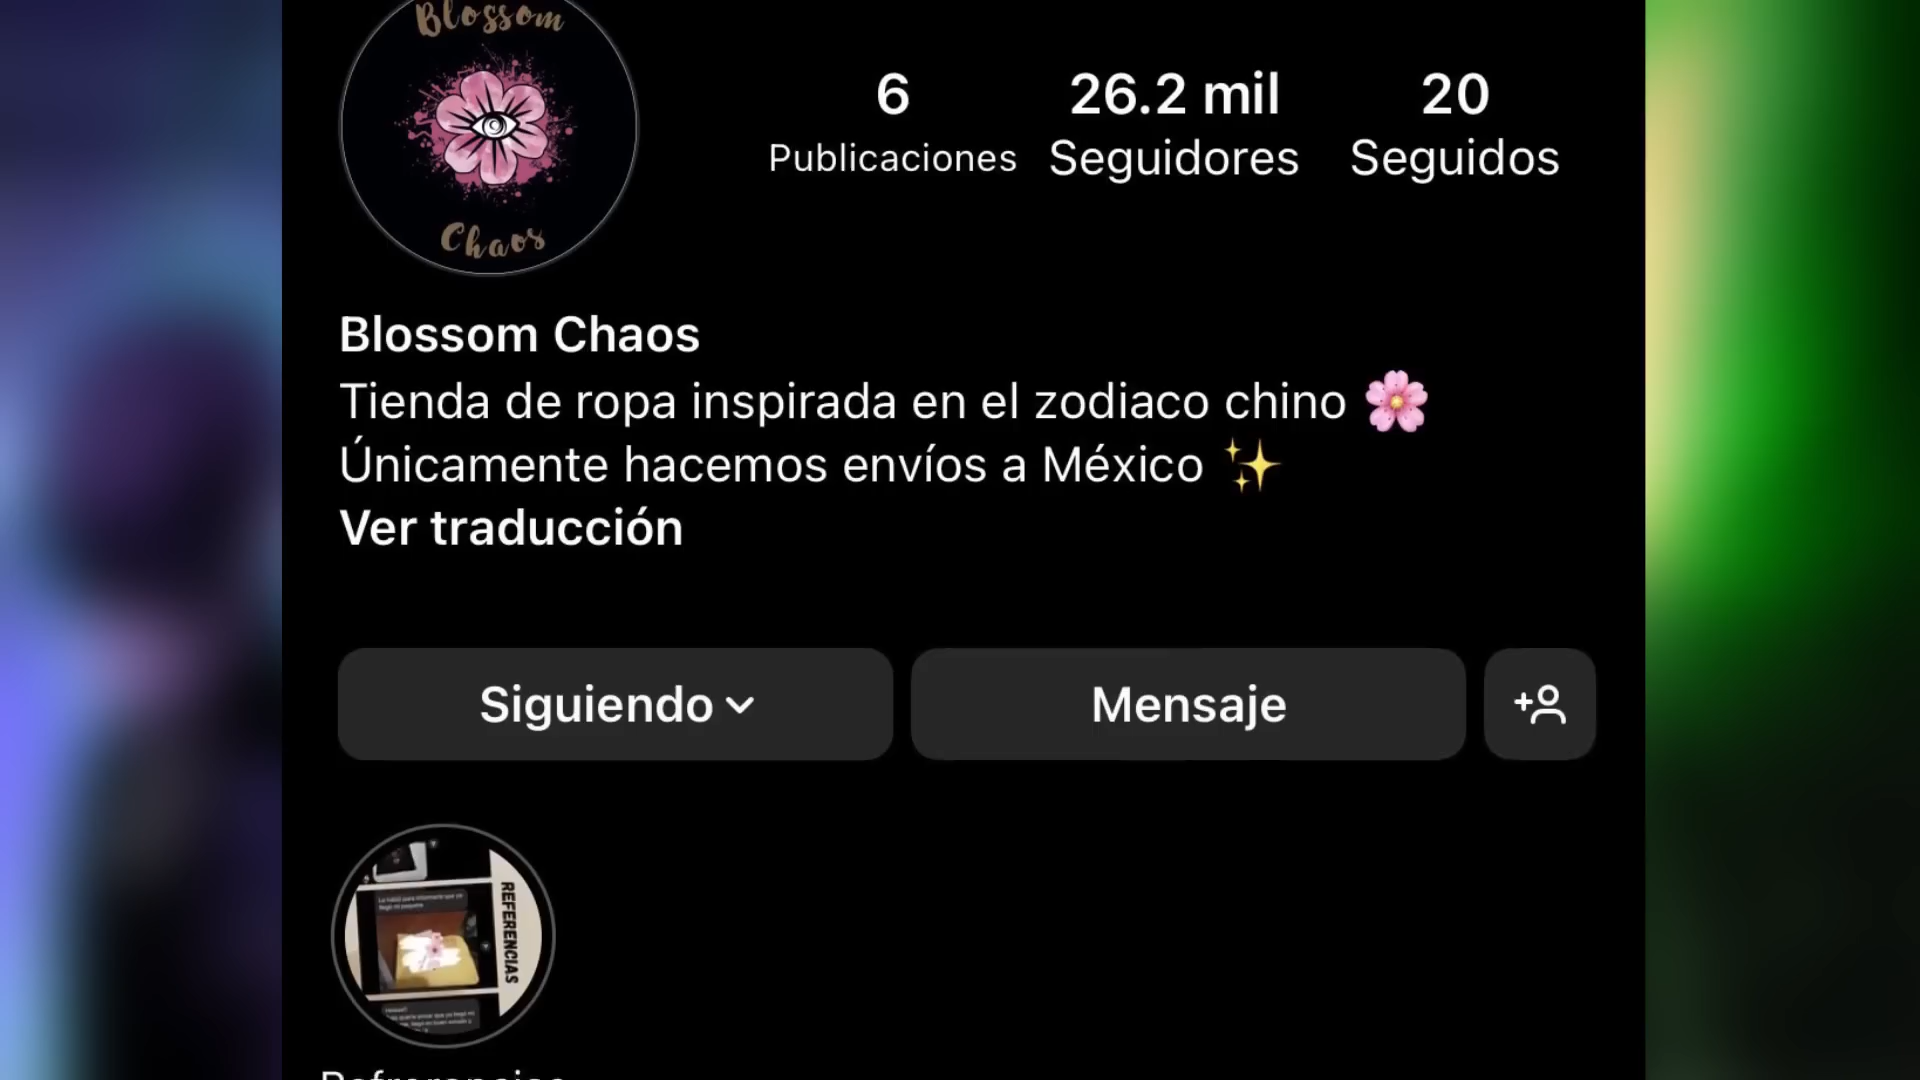 Blossom
Chaos
6
Publicaciones
26.2 mil
Seguidores
20
Seguidos
Blossom Chaos
Tienda de ropa inspirada en el zodiaco chino 🌸
Únicamente hacemos envíos a México ✨
Ver traducción
Siguiendo
Mensaje
REFERENCIAS